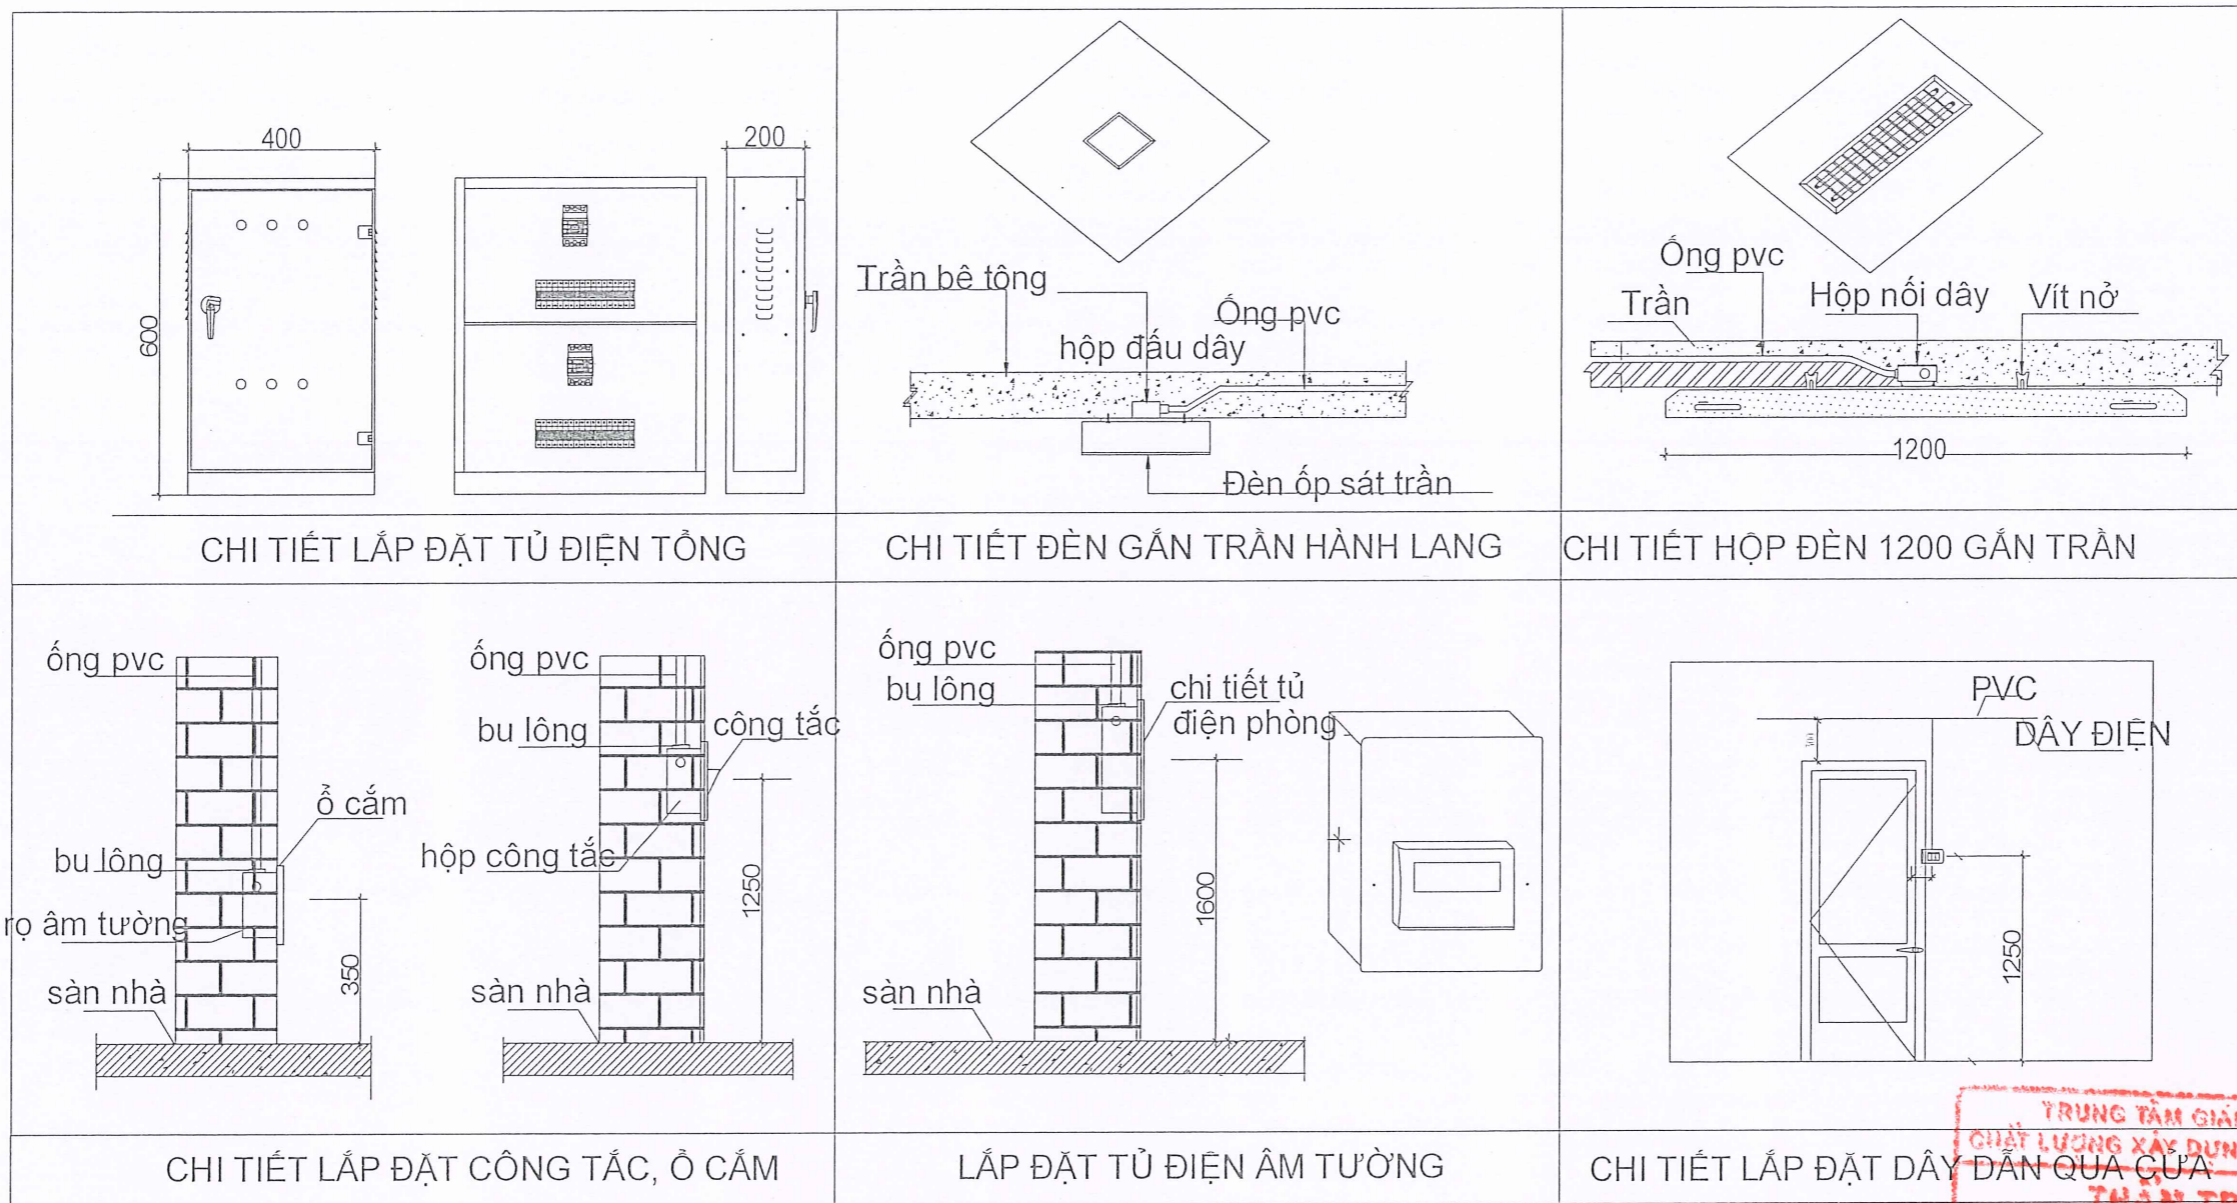 400
200
600
CHI TIẾT LẮP ĐẶT TỦ ĐIỆN TỔNG
Trần bê tông
Ống pvc
hộp đấu dây
Đèn ốp sát trần
CHI TIẾT ĐÈN GẮN TRẦN HÀNH LANG
Ống pvc
Trần
Hộp nối dây
Vít nở
1200
CHI TIẾT HỘP ĐÈN 1200 GẮN TRẦN
ống pvc
ổ cắm
bu lông
rọ âm tường
350
sàn nhà
ống pvc
bu lông
công tắc
hộp công tắc
1250
sàn nhà
CHI TIẾT LẮP ĐẶT CÔNG TẮC, Ổ CẮM
ống pvc
bu lông
chi tiết tủ
điện phòng
1600
sàn nhà
LẮP ĐẶT TỦ ĐIỆN ÂM TƯỜNG
PVC
DÂY ĐIỆN
1250
CHI TIẾT LẮP ĐẶT DÂY DẪN QUA CỬA
TRUNG TÂM GIÁM
CHẤT LƯỢNG XÂY DỰN